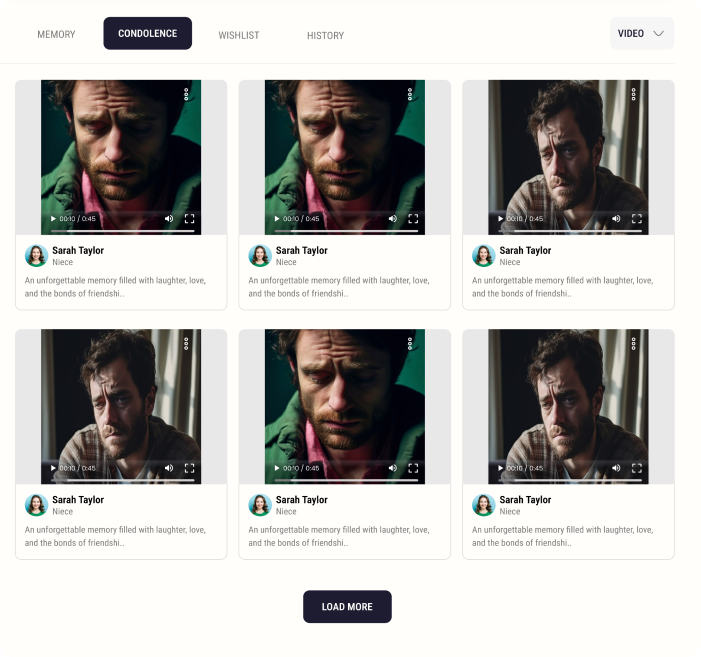 MEMORY CONDOLENCE WISHLIST HISTORY VIDEO
00:10 / 0:45
Sarah Taylor
Niece
An unforgettable memory filled with laughter, love,
and the bonds of friendshi..
00:10 / 0:45
Sarah Taylor
Niece
An unforgettable memory filled with laughter, love,
and the bonds of friendshi..
00:10 / 0:45
Sarah Taylor
Niece
An unforgettable memory filled with laughter, love,
and the bonds of friendshi..
00:10 / 0:45
Sarah Taylor
Niece
An unforgettable memory filled with laughter, love,
and the bonds of friendshi..
00:10 / 0:45
Sarah Taylor
Niece
An unforgettable memory filled with laughter, love,
and the bonds of friendshi..
00:10 / 0:45
Sarah Taylor
Niece
An unforgettable memory filled with laughter, love,
and the bonds of friendshi..
LOAD MORE